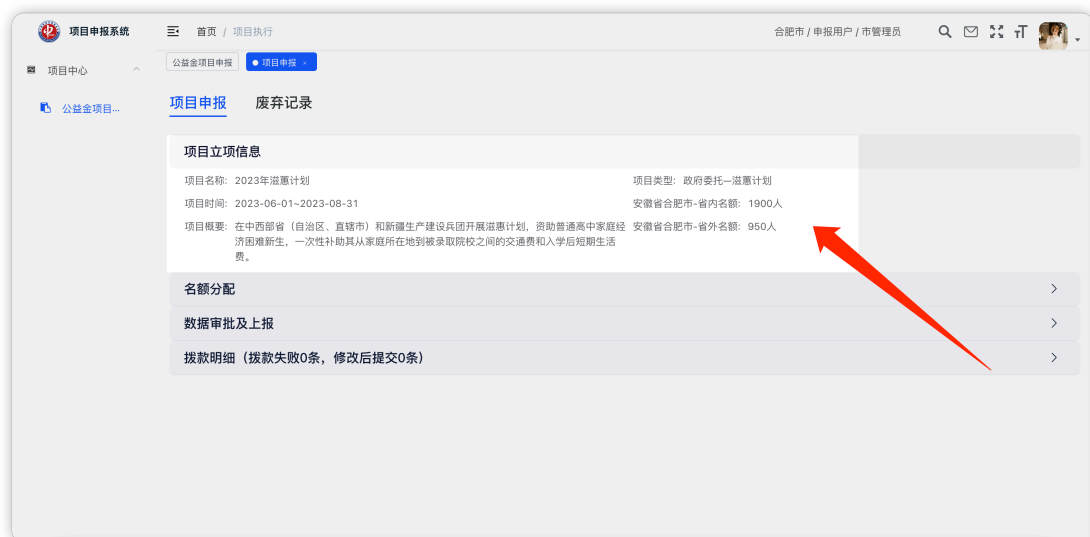 项目申报系统
首页 / 项目执行
合肥市 / 申报用户 / 市管理员
项目中心
公益金项目申报
项目申报 ×
公益金项目...
项目申报
废弃记录
项目立项信息
项目名称: 2023年滋蕙计划
项目类型: 政府委托—滋蕙计划
项目时间: 2023-06-01~2023-08-31
安徽省合肥市-省内名额: 1900人
项目概要: 在中西部省（自治区、直辖市）和新疆生产建设兵团开展滋蕙计划，资助普通高中家庭经
安徽省合肥市-省外名额: 950人
济困难新生，一次性补助其从家庭所在地到被录取院校之间的交通费和入学后短期生活
费。
名额分配
数据审批及上报
拨款明细（拨款失败0条，修改后提交0条）